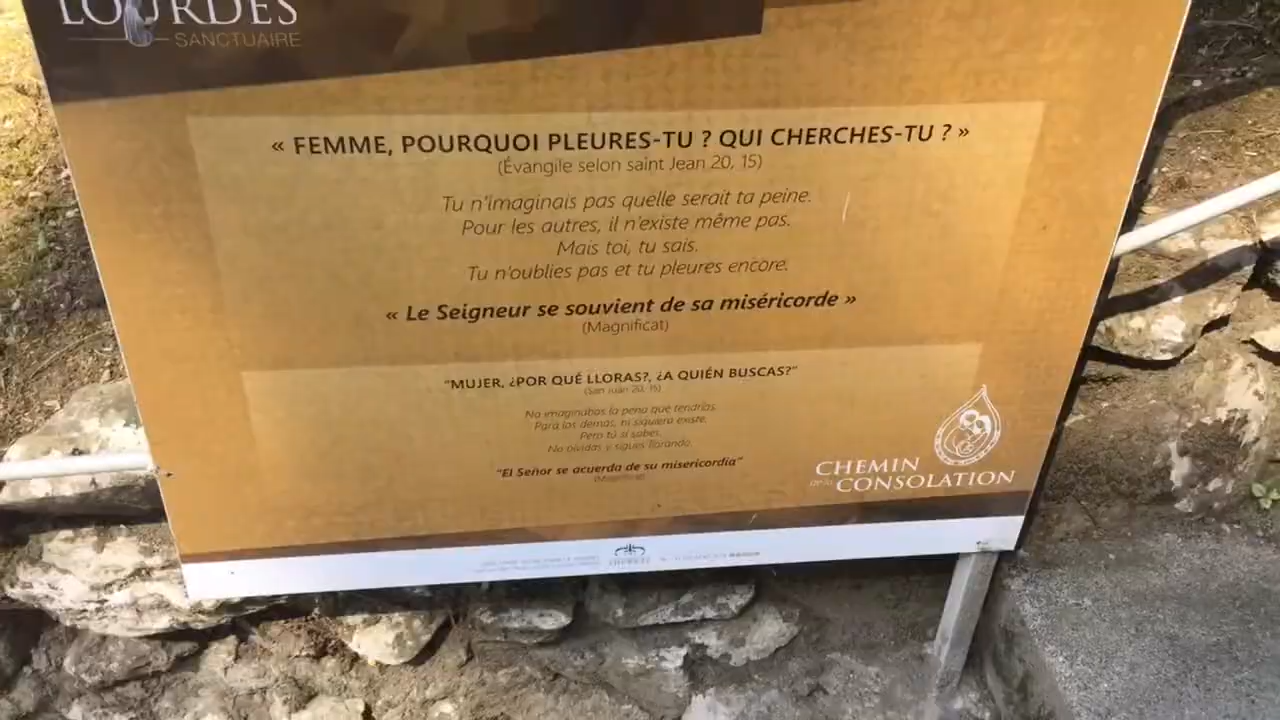 LOURDES
SANCTUAIRE
« FEMME, POURQUOI PLEURES-TU ? QUI CHERCHES-TU ? »
(Évangile selon saint Jean 20, 15)
Tu n'imaginais pas quelle serait ta peine.
Pour les autres, il n'existe même pas.
Mais toi, tu sais.
Tu n'oublies pas et tu pleures encore.
« Le Seigneur se souvient de sa miséricorde »
(Magnificat)
"MUJER, ¿POR QUÉ LLORAS?, ¿A QUIÉN BUSCAS?"
(San Juan 20, 15)
No imaginabas la pena que tendrías.
Para los demás, ni siquiera existe.
Pero tú sí sabes.
No olvidas y sigues llorando.
"El Señor se acuerda de su misericordia"
(Magnificat)
CHEMIN
de la CONSOLATION